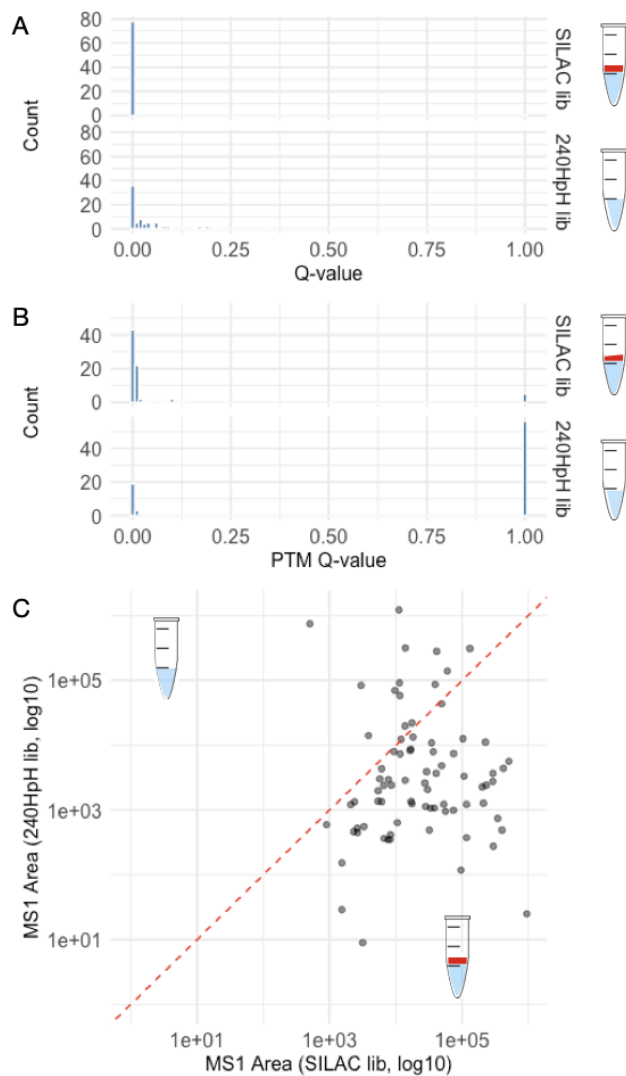 A
80
60
40
20
0
SILAC lib
Count
80
60
40
20
0
240HpH lib
0.00 0.25 0.50 0.75 1.00
Q-value
B
40
20
0
SILAC lib
Count
40
20
0
240HpH lib
0.00 0.25 0.50 0.75 1.00
PTM Q-value
C
1e+05
1e+03
1e+01
MS1 Area (240HpH lib, log10)
1e+01 1e+03 1e+05
MS1 Area (SILAC lib, log10)